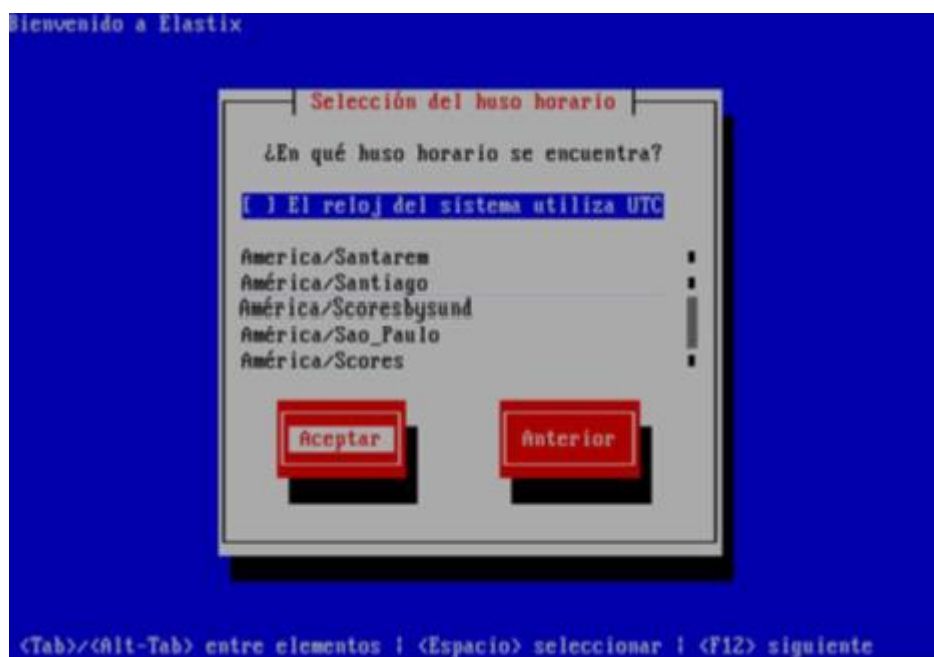 Bienvenido a Elastix
Selección del huso horario
¿En qué huso horario se encuentra?
[ ] El reloj del sistema utiliza UTC
America/Santarem
América/Santiago
América/Scoresbysund
América/Sao_Paulo
América/Scores
Aceptar
Anterior
<Tab>/<Alt-Tab> entre elementos ¦ <Espacio> seleccionar ¦ <F12> siguiente